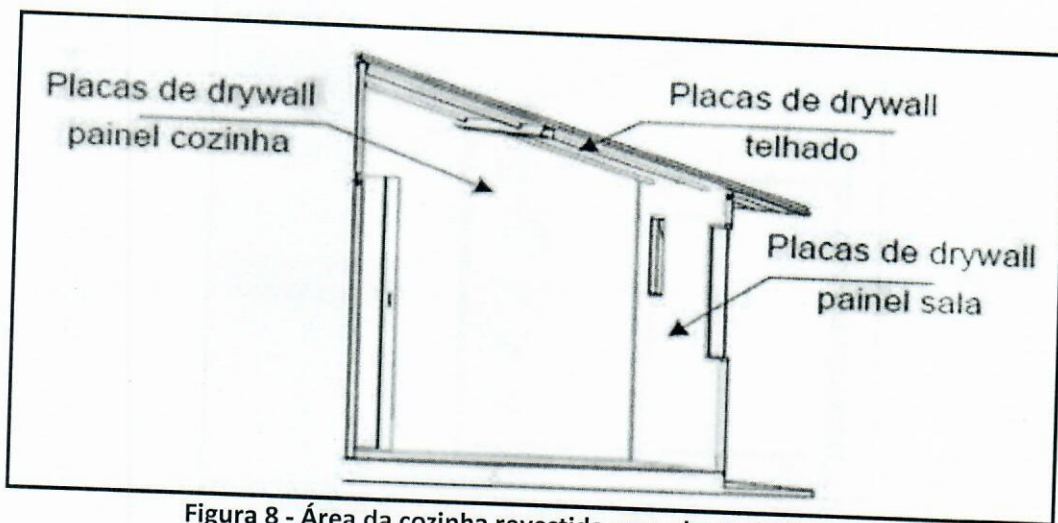 Placas de drywall
painel cozinha
Placas de drywall
telhado
Placas de drywall
painel sala
Figura 8 - Área da cozinha